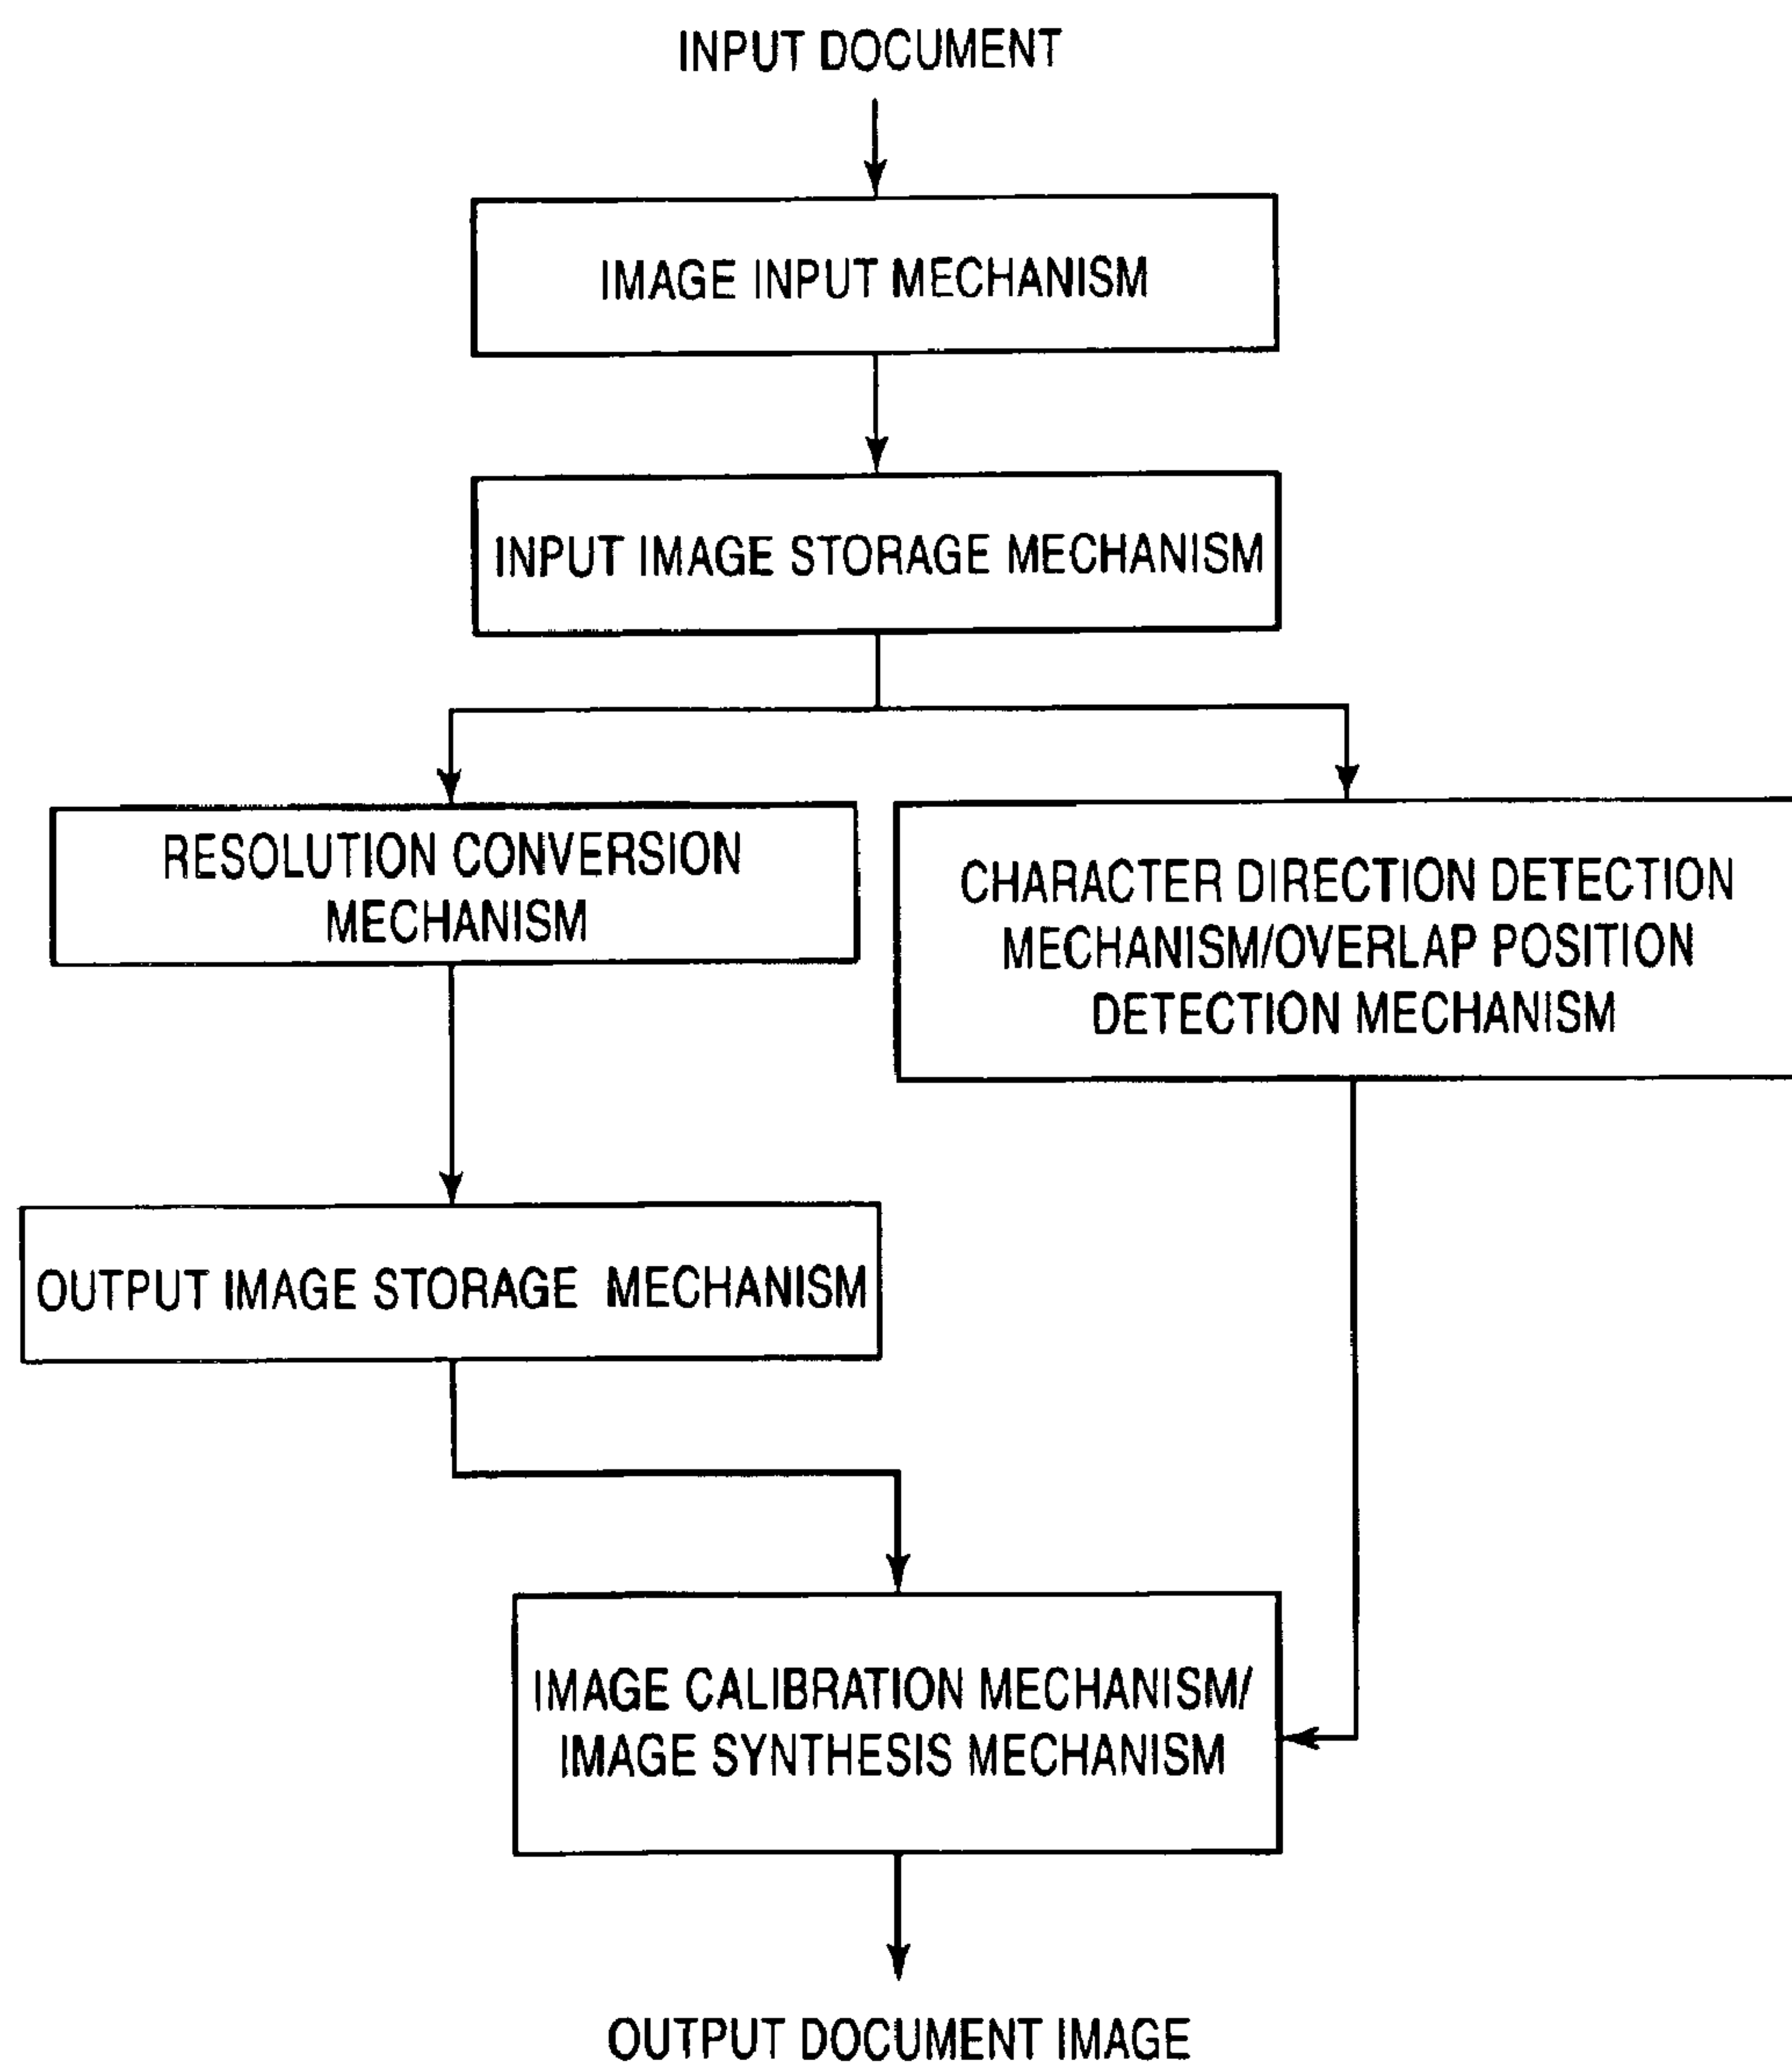 INPUT DOCUMENT
IMAGE INPUT MECHANISM
INPUT IMAGE STORAGE MECHANISM
RESOLUTION CONVERSION
MECHANISM
CHARACTER DIRECTION DETECTION
MECHANISM/OVERLAP POSITION
DETECTION MECHANISM
OUTPUT IMAGE STORAGE MECHANISM
IMAGE CALIBRATION MECHANISM/
IMAGE SYNTHESIS MECHANISM
OUTPUT DOCUMENT IMAGE